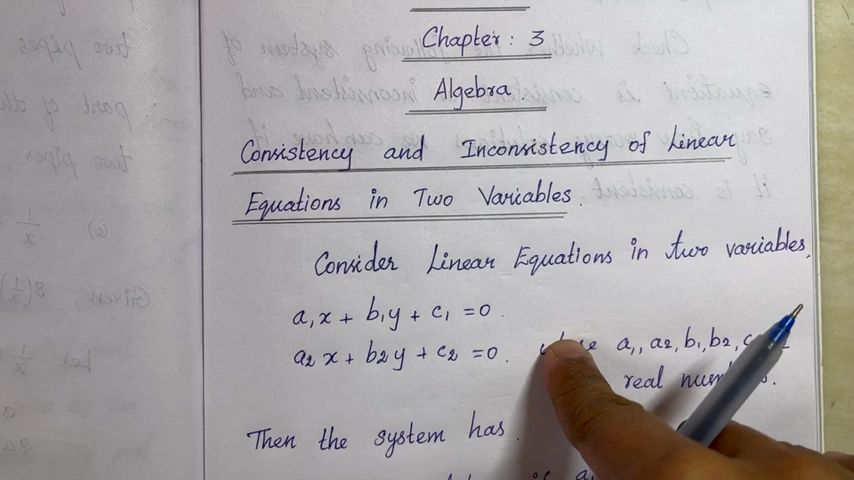 Chapter : 3
Algebra.
Consistency and Inconsistency of Linear
Equations in Two Variables.
Consider Linear Equations in two variables,
a₁x + b₁y + c₁ = 0.
a₂x + b₂y + c₂ = 0. a₁, a₂, b₁, b₂,
real
Then the system has.